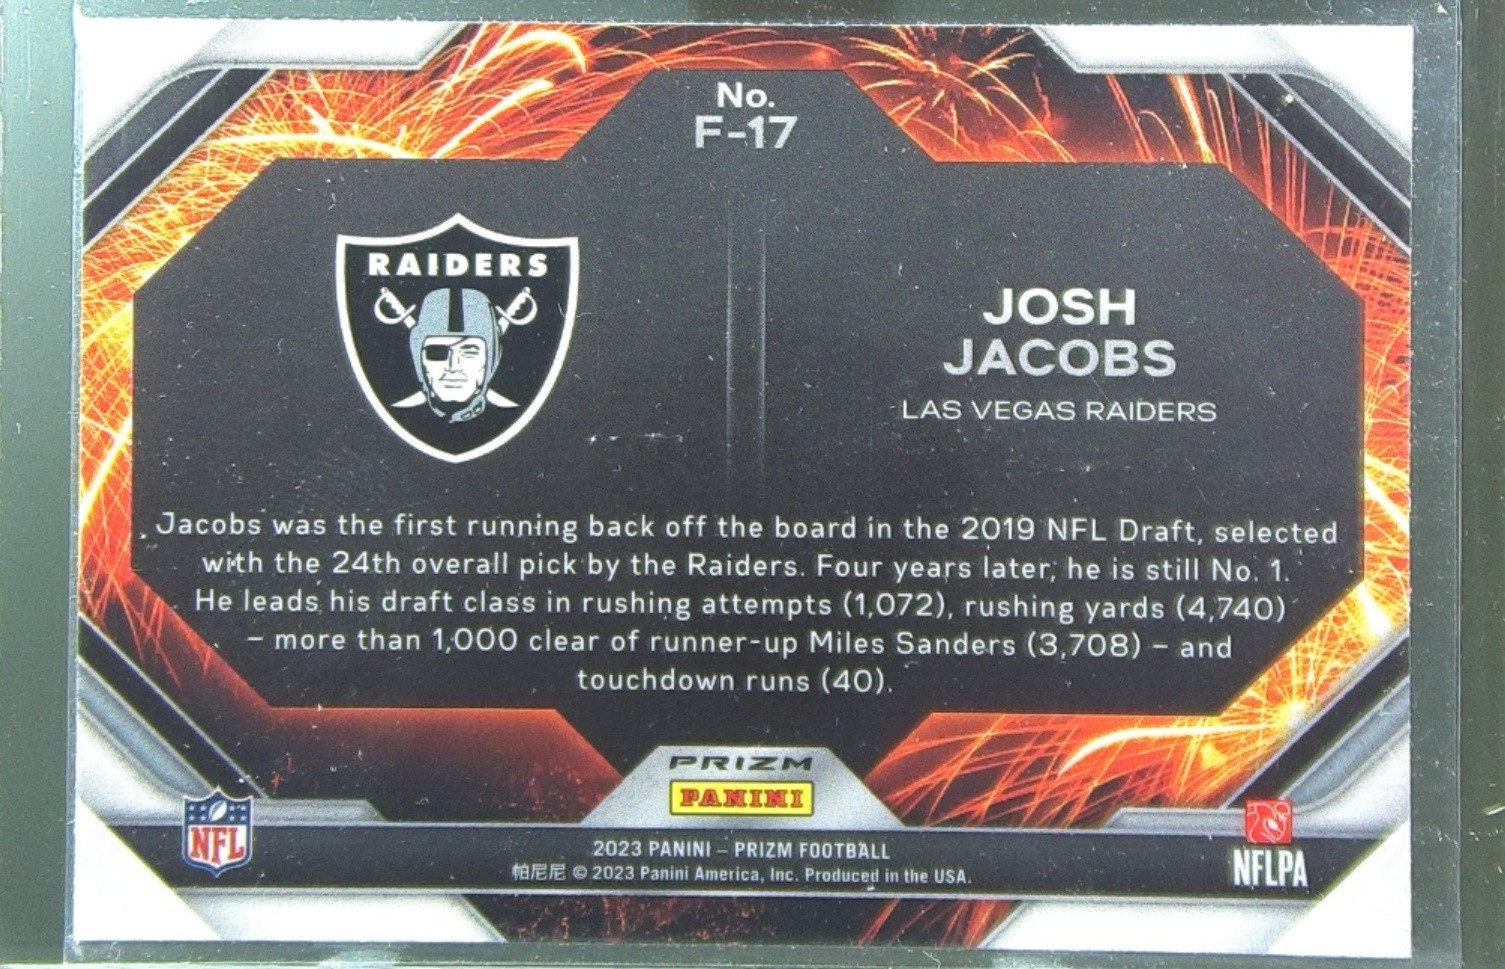 No.
F-17
RAIDERS
JOSH
JACOBS
LAS VEGAS RAIDERS
Jacobs was the first running back off the board in the 2019 NFL Draft, selected
with the 24th overall pick by the Raiders. Four years later, he is still No. 1.
He leads his draft class in rushing attempts (1,072), rushing yards (4,740)
– more than 1,000 clear of runner-up Miles Sanders (3,708) – and
touchdown runs (40).
PRIZM
PANINI
NFL
2023 PANINI – PRIZM FOOTBALL
帕尼尼 © 2023 Panini America, Inc. Produced in the USA.
NFLPA